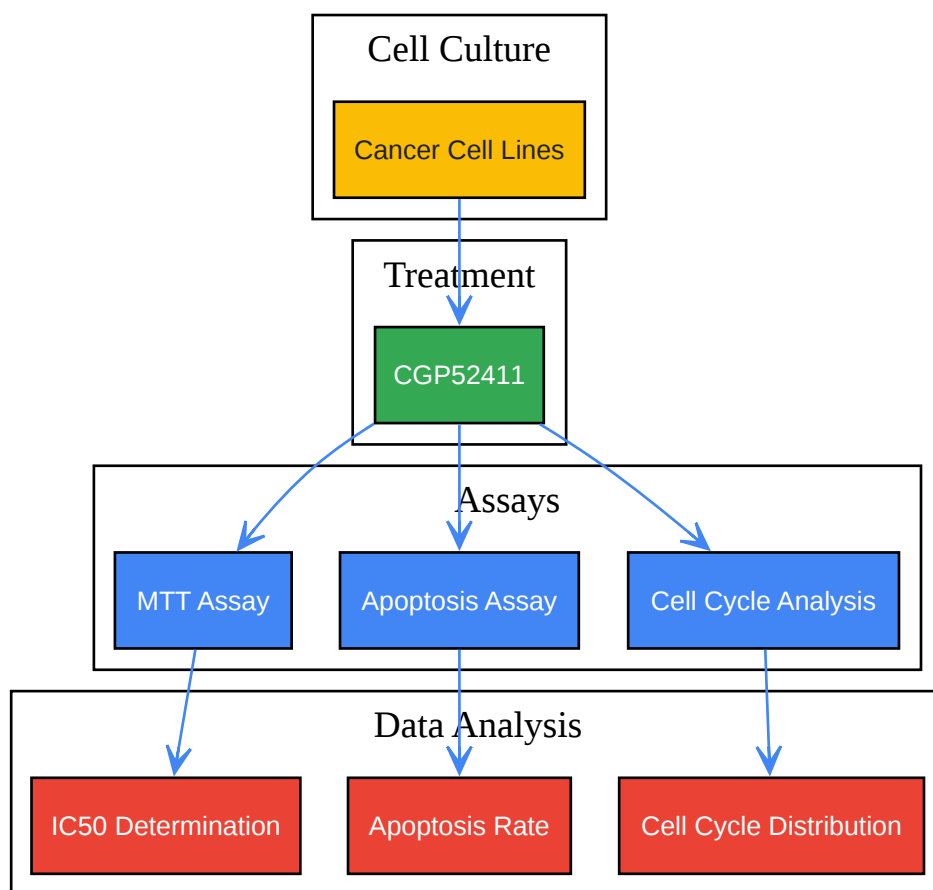 Cell Culture
Cancer Cell Lines
Treatment
CGP52411
Assays
MTT Assay
Apoptosis Assay
Cell Cycle Analysis
Data Analysis
IC50 Determination
Apoptosis Rate
Cell Cycle Distribution